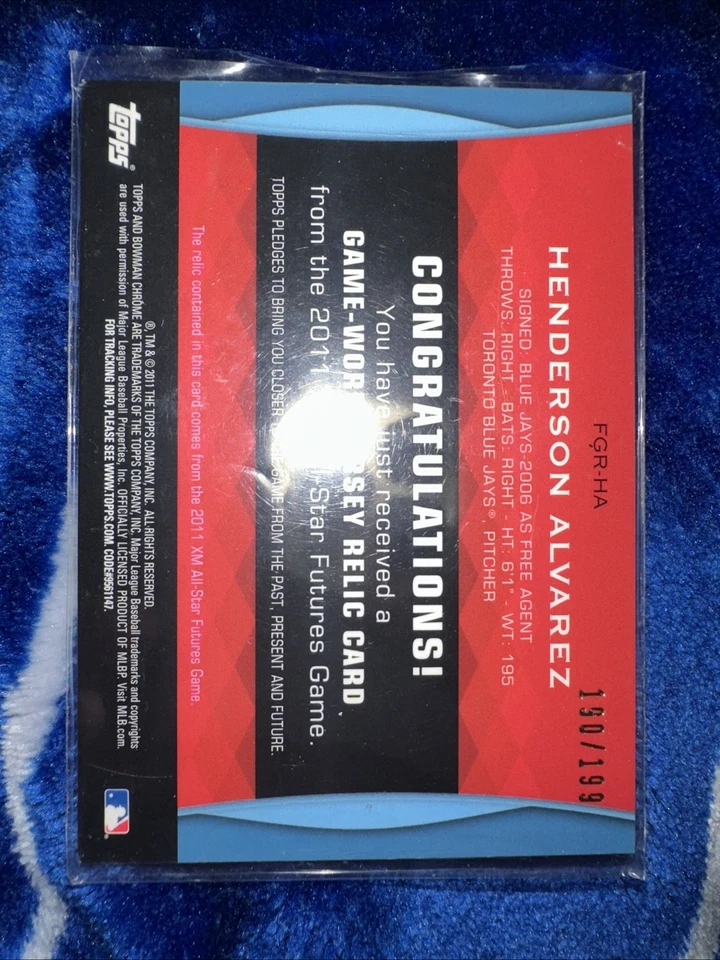 FGR-HA
190/199
HENDERSON ALVAREZ
SIGNED: BLUE JAYS-2006 AS FREE AGENT
THROWS: RIGHT - BATS: RIGHT - HT: 6'1" - WT: 195
TORONTO BLUE JAYS®, PITCHER
CONGRATULATIONS!
You have just received a
GAME-WOR RSEY RELIC CARD
from the 2011 Star Futures Game.
TOPPS PLEDGES TO BRING YOU CLOSER GAME-FROM THE PAST, PRESENT AND FUTURE.
The relic contained in this card comes from the 2011 XM All-Star Futures Game.
topps®
®, TM & © 2011 THE TOPPS COMPANY, INC. ALL RIGHTS RESERVED.
TOPPS AND BOWMAN CHROME ARE TRADEMARKS OF THE TOPPS COMPANY, INC. Major League Baseball trademarks and copyrights
are used with permission of Major League Baseball Properties, Inc. OFFICIALLY LICENSED PRODUCT OF MLBP. Visit MLB.com.
FOR TRACKING INFO, PLEASE SEE WWW.TOPPS.COM. CODE#956147.